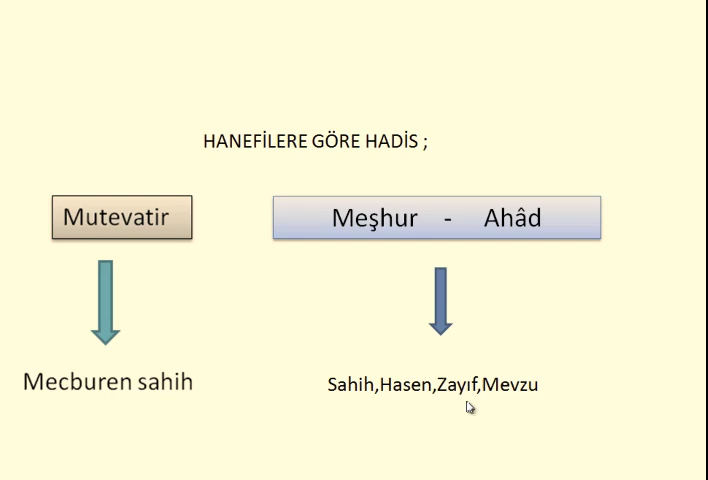 HANEFİLERE GÖRE HADİS ;
Mutevatir
Meşhur - Ahâd
Mecburen sahih
Sahih,Hasen,Zayıf,Mevzu